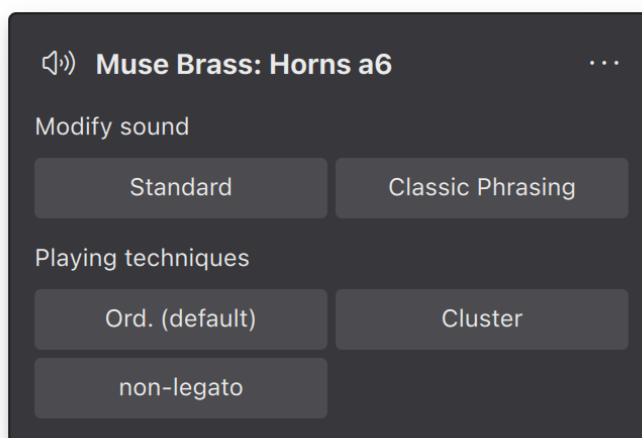 Muse Brass: Horns a6
Modify sound
Standard
Classic Phrasing
Playing techniques
Ord. (default)
Cluster
non-legato